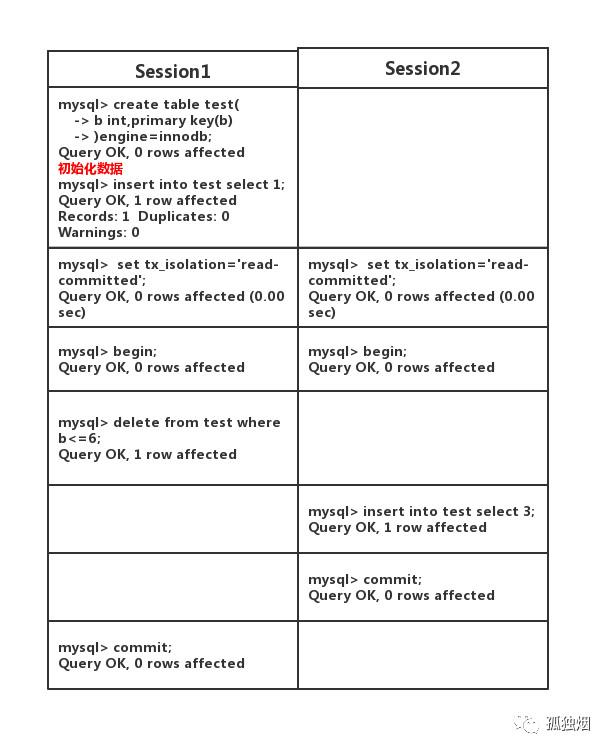 Session1
Session2
mysql> create table test(
-> b int,primary key(b)
-> )engine=innodb;
Query OK, 0 rows affected
初始化数据
mysql> insert into test select 1;
Query OK, 1 row affected
Records: 1  Duplicates: 0
Warnings: 0
mysql>  set tx_isolation='read-
committed';
Query OK, 0 rows affected (0.00
sec)
mysql>  set tx_isolation='read-
committed';
Query OK, 0 rows affected (0.00
sec)
mysql> begin;
Query OK, 0 rows affected
mysql> begin;
Query OK, 0 rows affected
mysql> delete from test where
b<=6;
Query OK, 1 row affected
mysql> insert into test select 3;
Query OK, 1 row affected
mysql> commit;
Query OK, 0 rows affected
mysql> commit;
Query OK, 0 rows affected
孤独烟